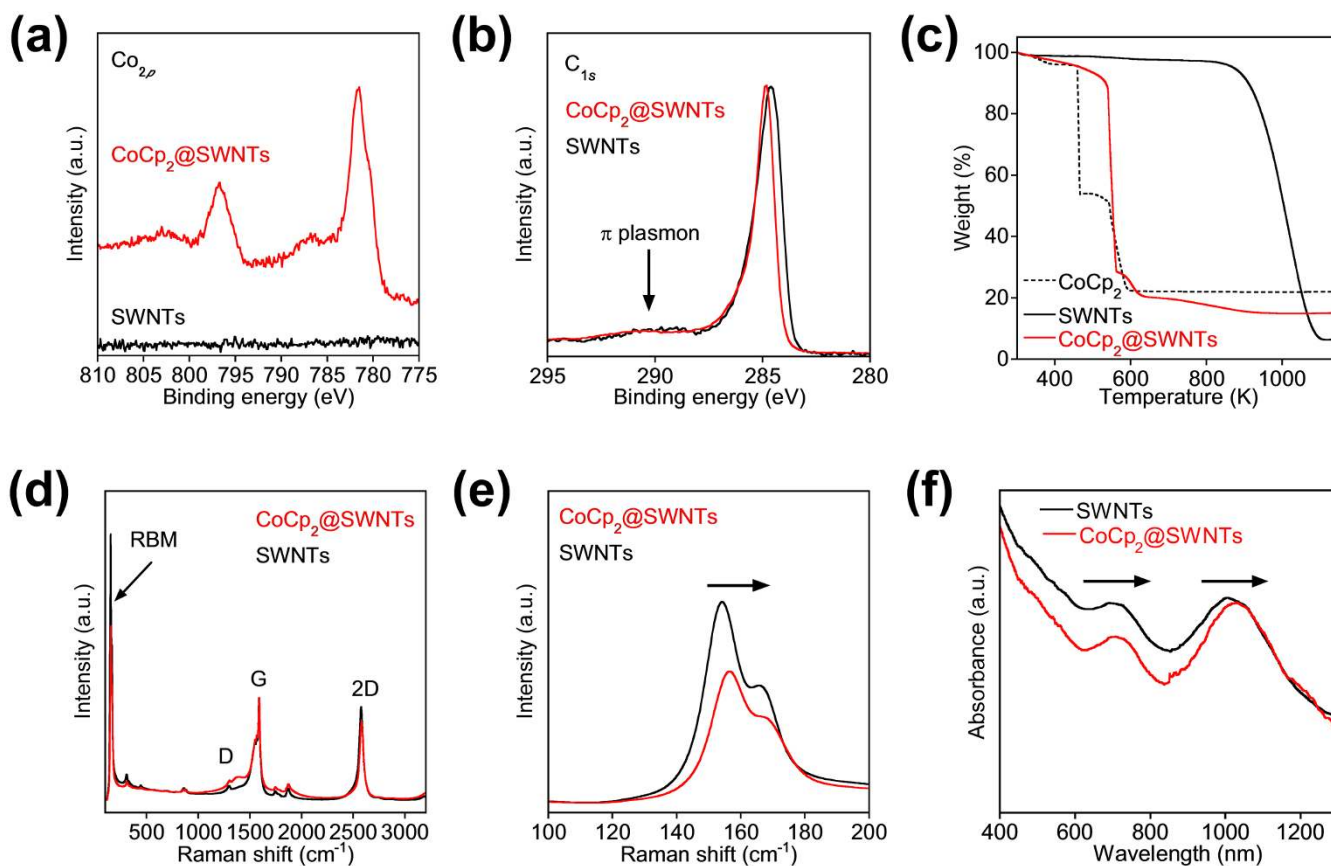 (a)
Co2p
CoCp2@SWNTs
SWNTs
Intensity (a.u.)
810 805 800 795 790 785 780 775
Binding energy (eV)
(b)
C1s
CoCp2@SWNTs
SWNTs
π plasmon
Intensity (a.u.)
295 290 285 280
Binding energy (eV)
(c)
100
80
60
40
20
0
Weight (%)
CoCp2
SWNTs
CoCp2@SWNTs
400 600 800 1000
Temperature (K)
(d)
CoCp2@SWNTs
SWNTs
RBM
G
2D
D
Intensity (a.u.)
500 1000 1500 2000 2500 3000
Raman shift (cm-1)
(e)
CoCp2@SWNTs
SWNTs
Intensity (a.u.)
100 120 140 160 180 200
Raman shift (cm-1)
(f)
SWNTs
CoCp2@SWNTs
Absorbance (a.u.)
400 600 800 1000 1200
Wavelength (nm)